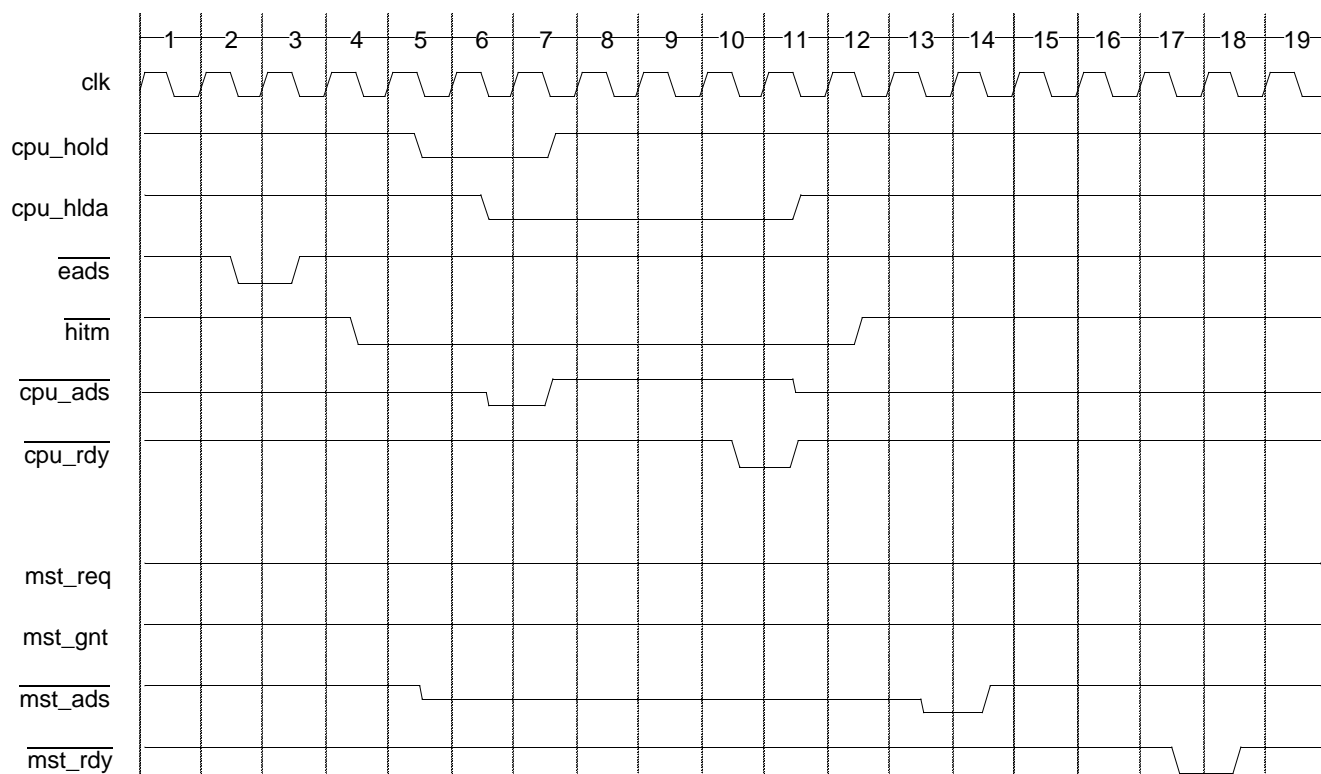 1 2 3 4 5 6 7 8 9 10 11 12 13 14 15 16 17 18 19
clk
cpu_hold
cpu_hlda
eads
hitm
cpu_ads
cpu_rdy
mst_req
mst_gnt
mst_ads
mst_rdy